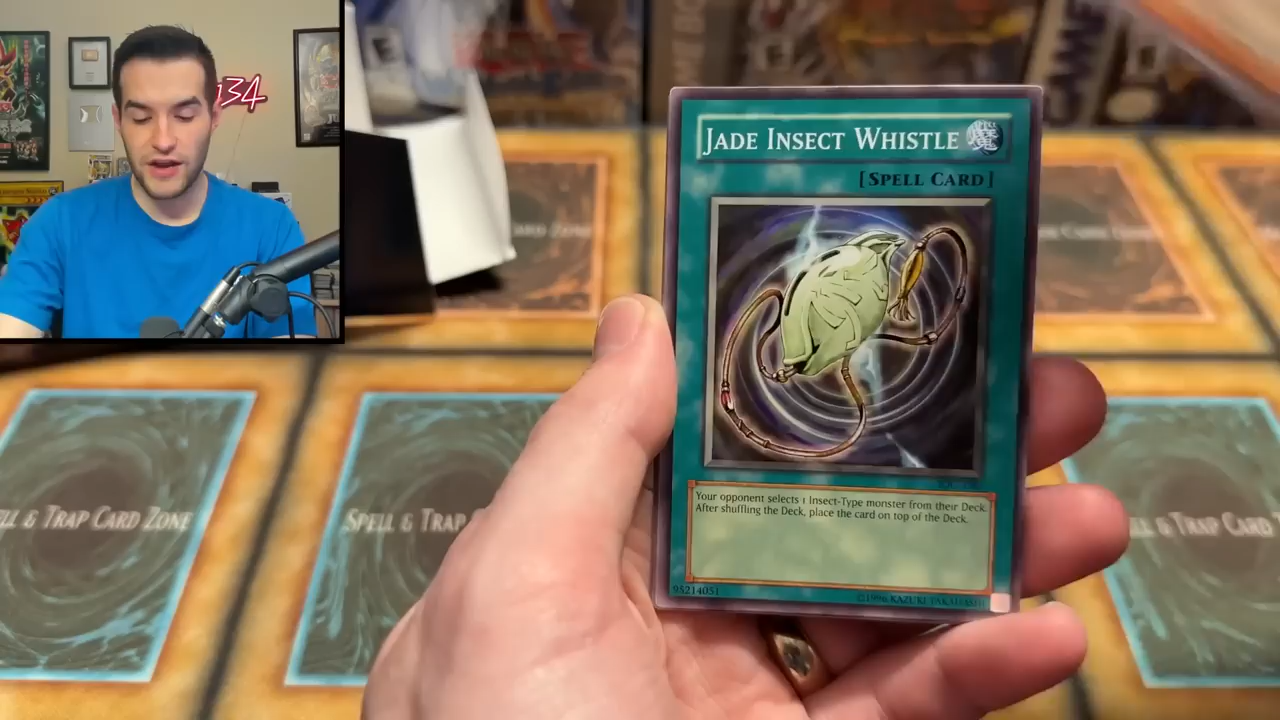 134
JADE INSECT WHISTLE
[SPELL CARD]
Your opponent selects 1 Insect-Type monster from their Deck.
After shuffling the Deck, place the card on top of the Deck.
95214051
©1996 KAZUKI TAKAHASHI
CARD ZONE
SPELL & TRAP CARD ZONE
SPELL & TRAP
& TRAP CARD